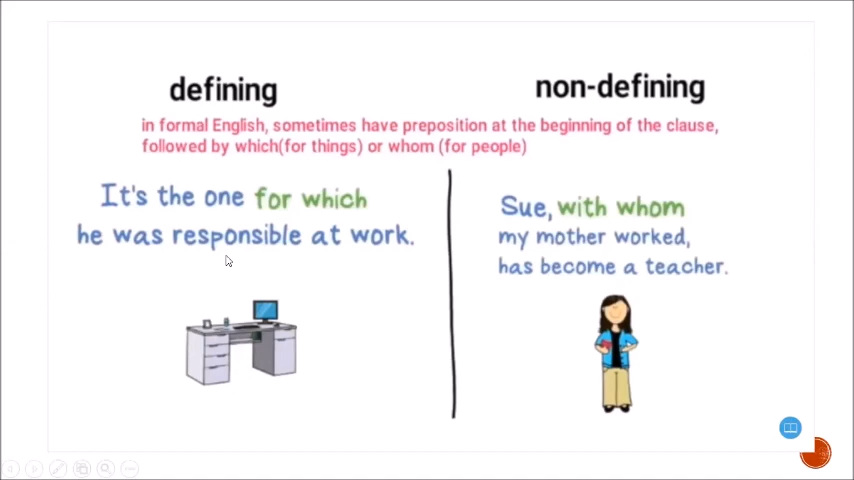 defining
non-defining
in formal English, sometimes have preposition at the beginning of the clause,
followed by which(for things) or whom (for people)
It's the one for which
he was responsible at work.
Sue, with whom
my mother worked,
has become a teacher.